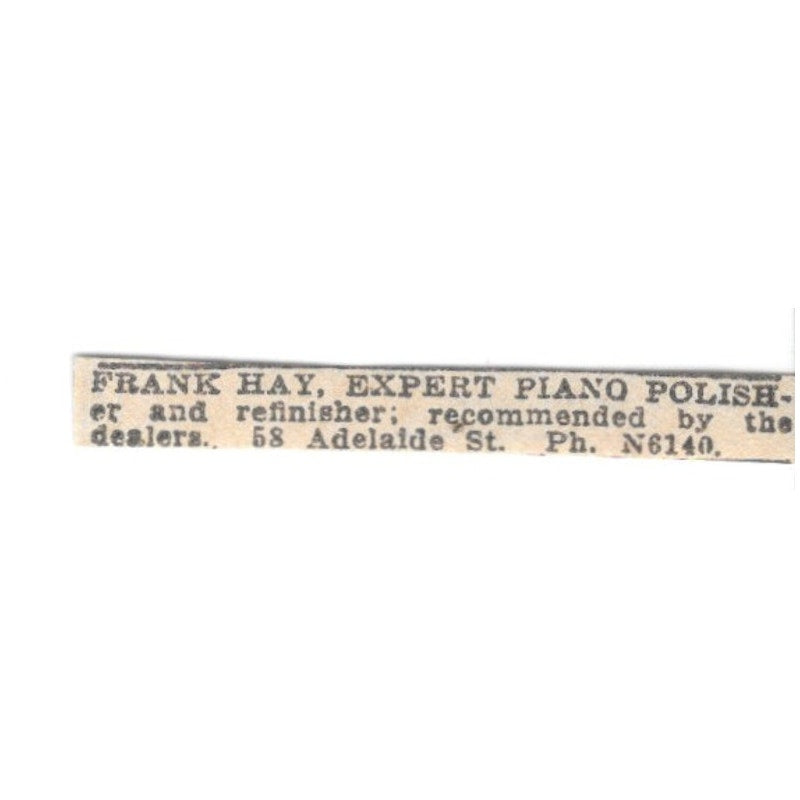 FRANK HAY, EXPERT PIANO POLISH-
er and refinisher; recommended by the
dealers. 58 Adelaide St. Ph. N6140.